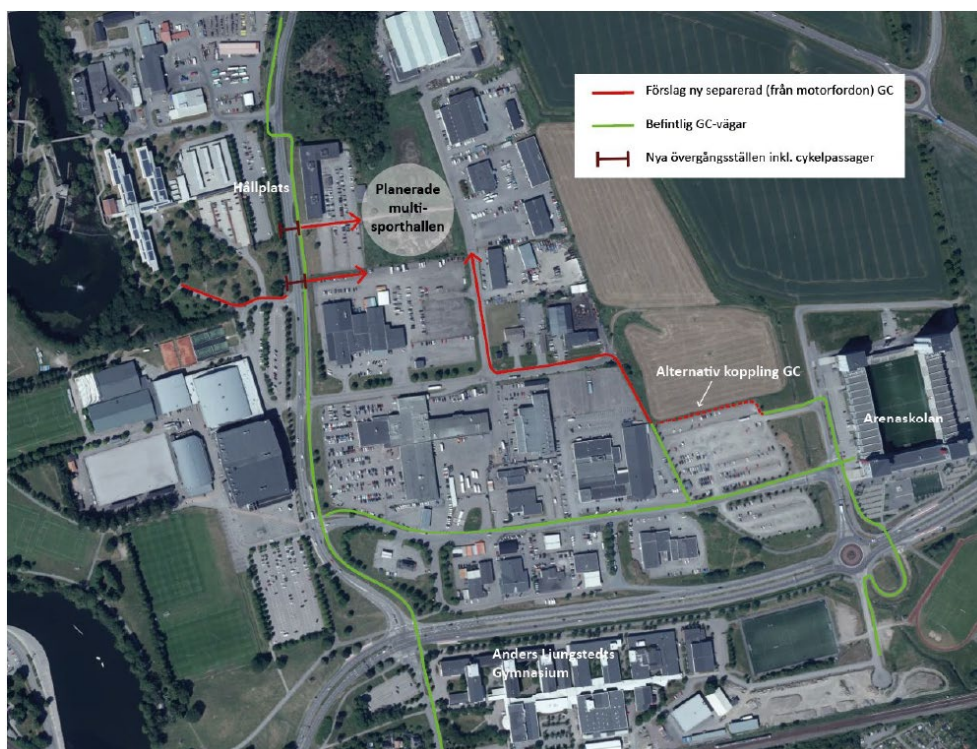 Förslag ny separerad (från motorfordon) GC
Befintlig GC-vägar
Nya övergångsställen inkl. cykelpassager
Hållplats
Planerade
multi-
sporthallen
Alternativ koppling GC
Arenaskolan
Anders Ljungstedts
Gymnasium